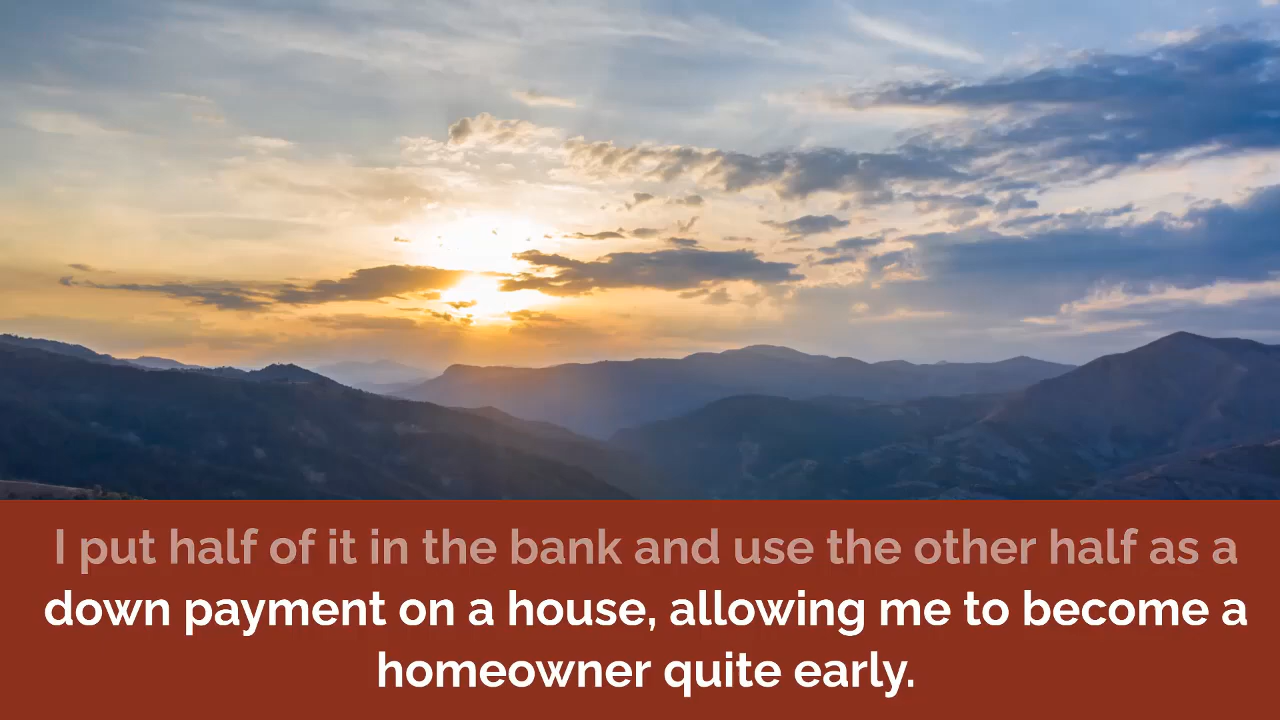 I put half of it in the bank and use the other half as a
down payment on a house, allowing me to become a
homeowner quite early.